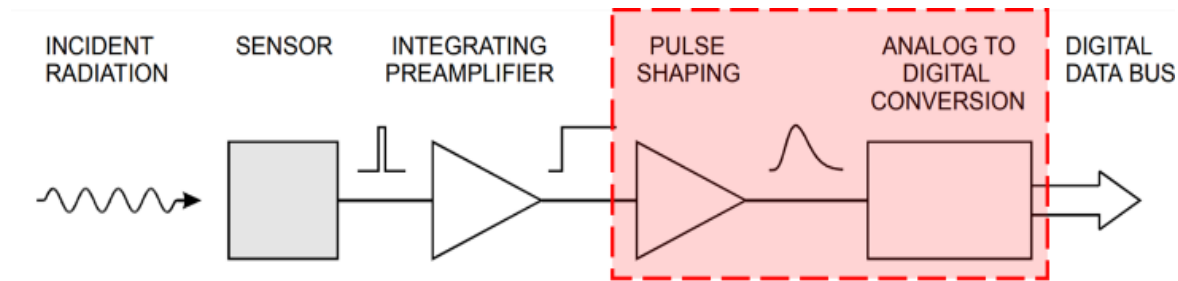 INCIDENT
RADIATION
SENSOR
INTEGRATING
PREAMPLIFIER
PULSE
SHAPING
ANALOG TO
DIGITAL
CONVERSION
DIGITAL
DATA BUS